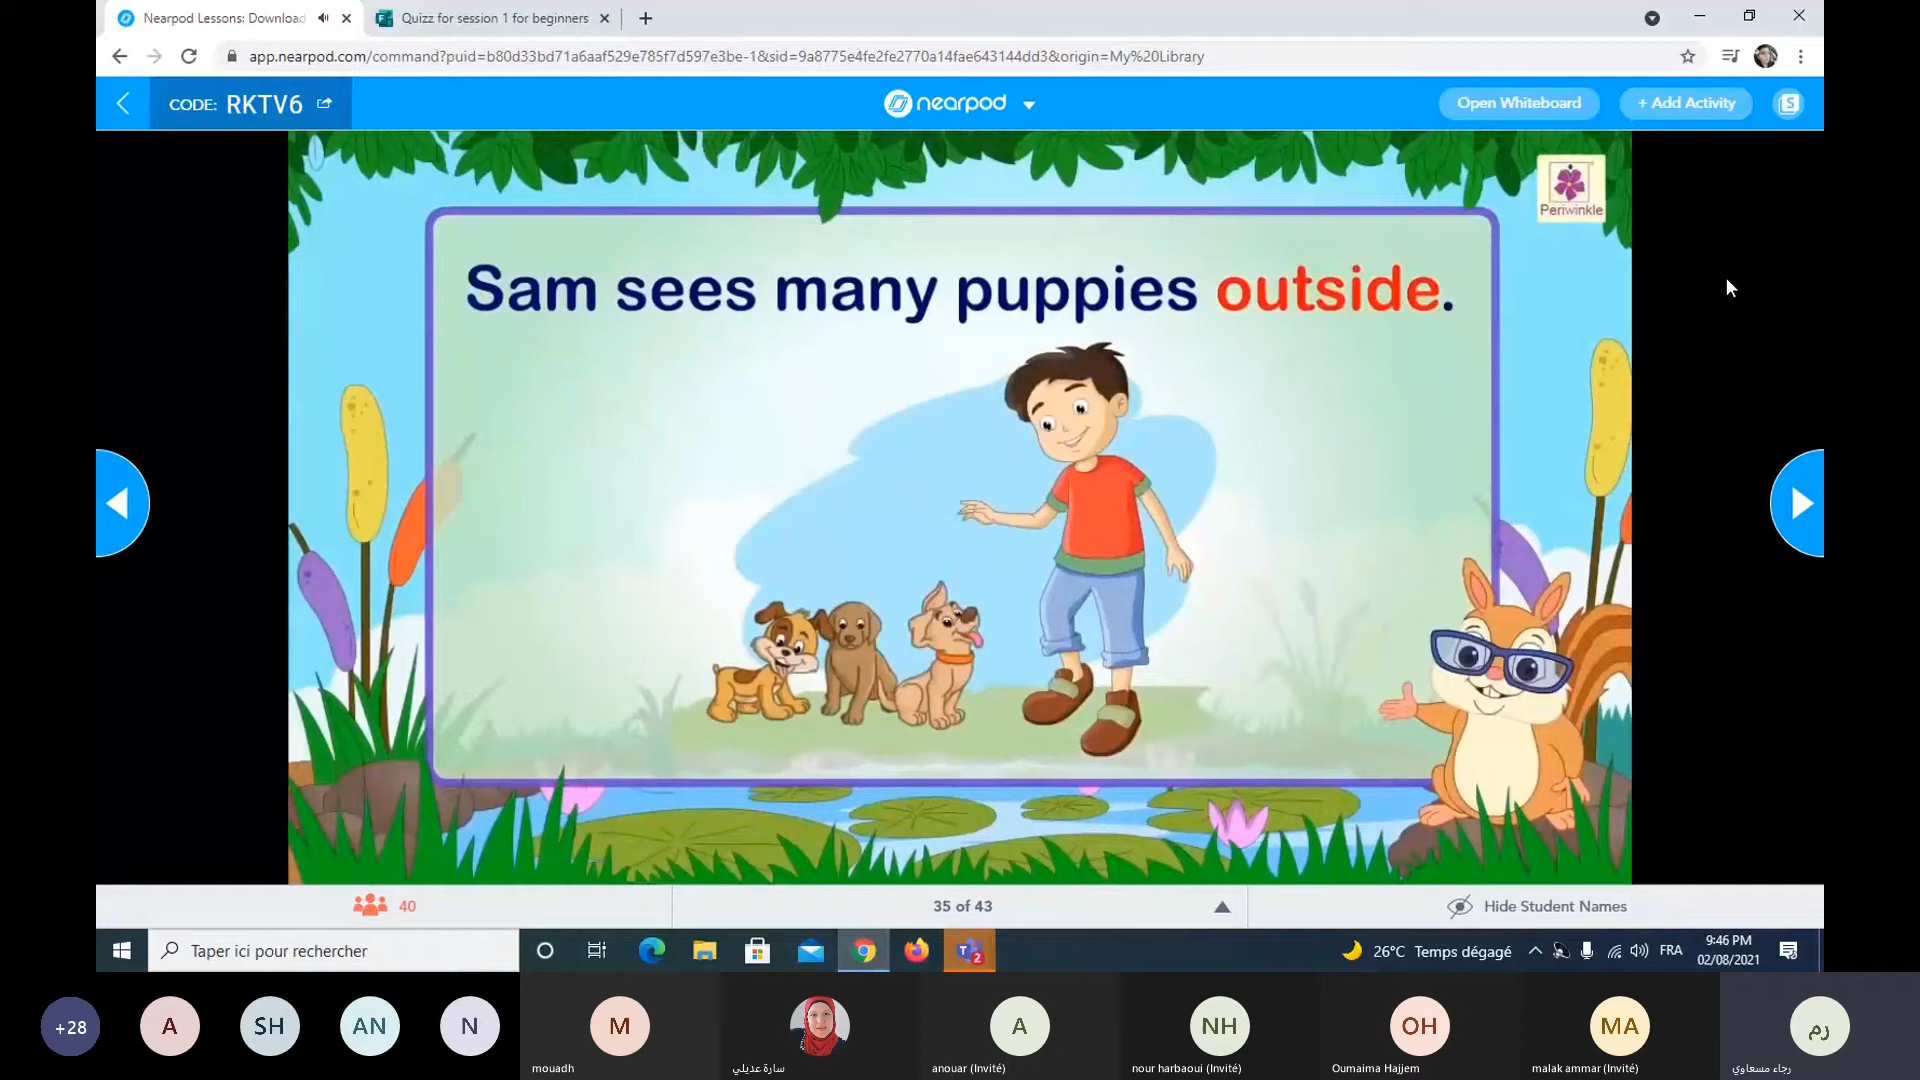 Nearpod Lessons: Download
Quizz for session 1 for beginners
app.nearpod.com/command?puid=b80d33bd71a6aaf529e785f7d597e3be-1&sid=9a8775e4fe2fe2770a14fae643144dd3&origin=My%20Library
CODE: RKTV6
nearpod
Open Whiteboard
+ Add Activity
S
Periwinkle
Sam sees many puppies outside.
40
35 of 43
Hide Student Names
Taper ici pour rechercher
2
26°C Temps dégagé
FRA
9:46 PM
02/08/2021
+28
A
SH
AN
N
M
A
NH
OH
MA
رم
mouadh
سارة عديلي
anouar (Invité)
nour harbaoui (Invité)
Oumaima Hajjem
malak ammar (Invité)
رجاء مسعاوي